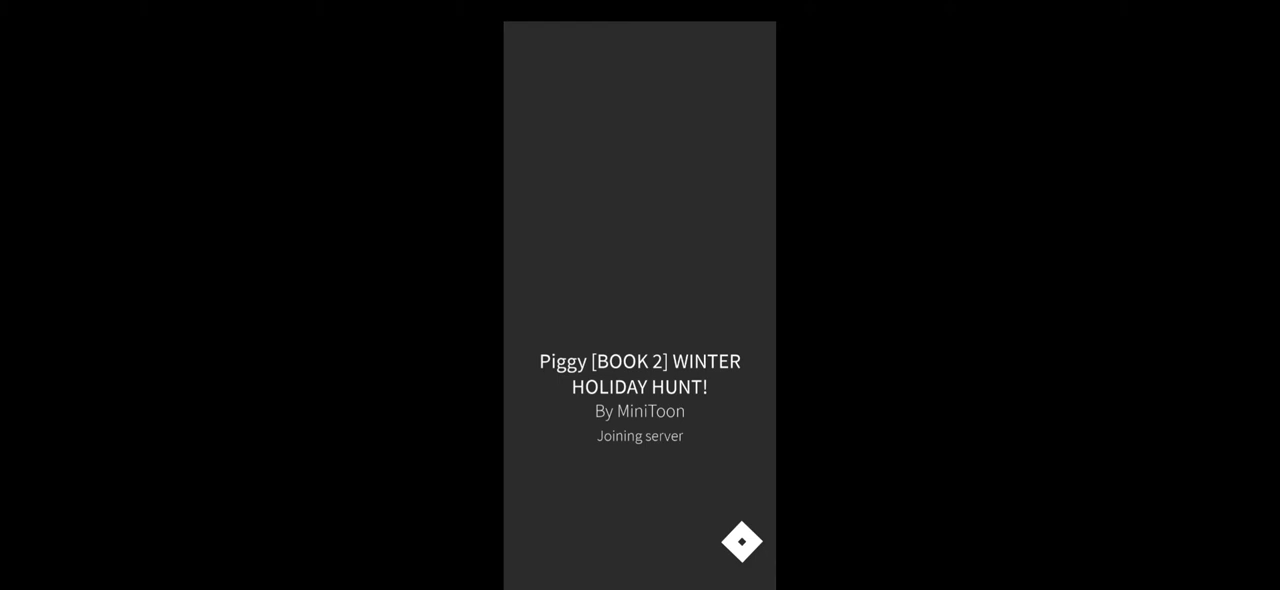 Piggy [BOOK 2] WINTER
HOLIDAY HUNT!
By MiniToon
Joining server